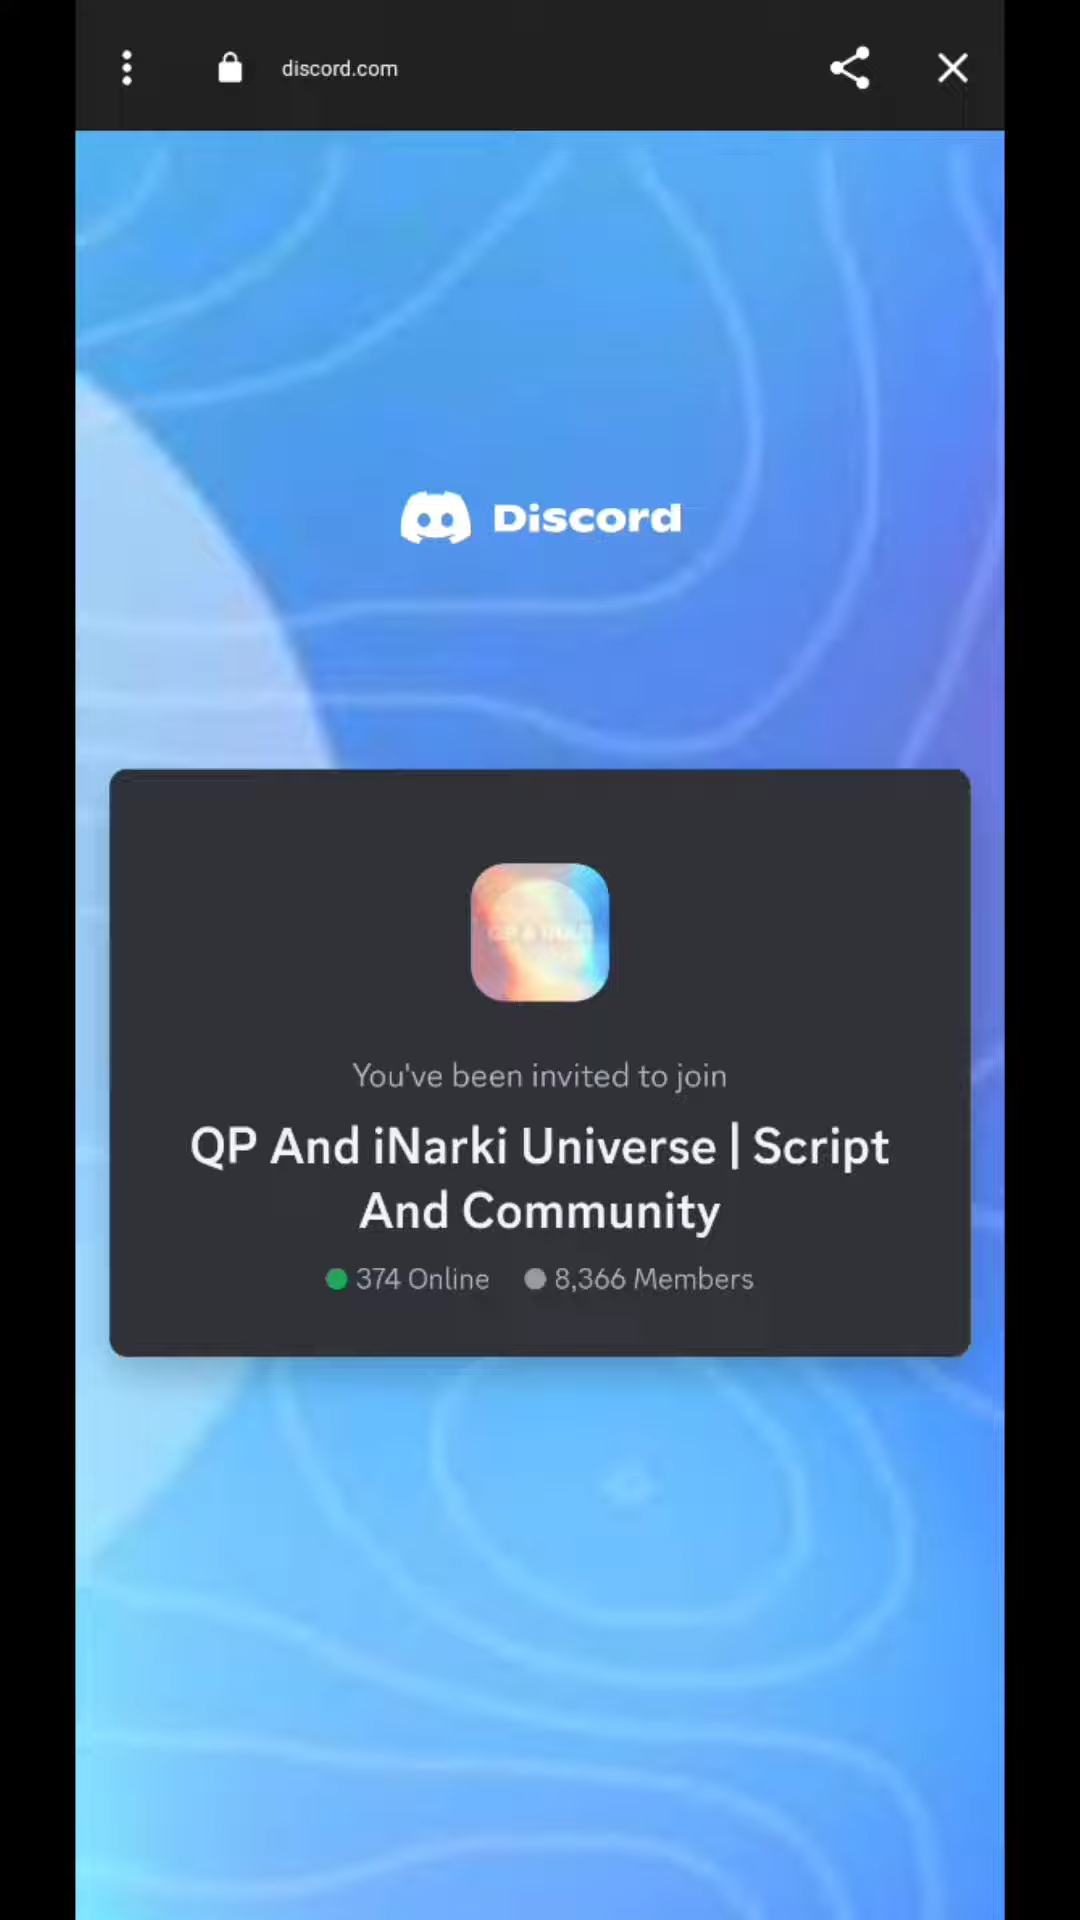 discord.com
Discord
You've been invited to join
QP And iNarki Universe | Script
And Community
374 Online 8,366 Members